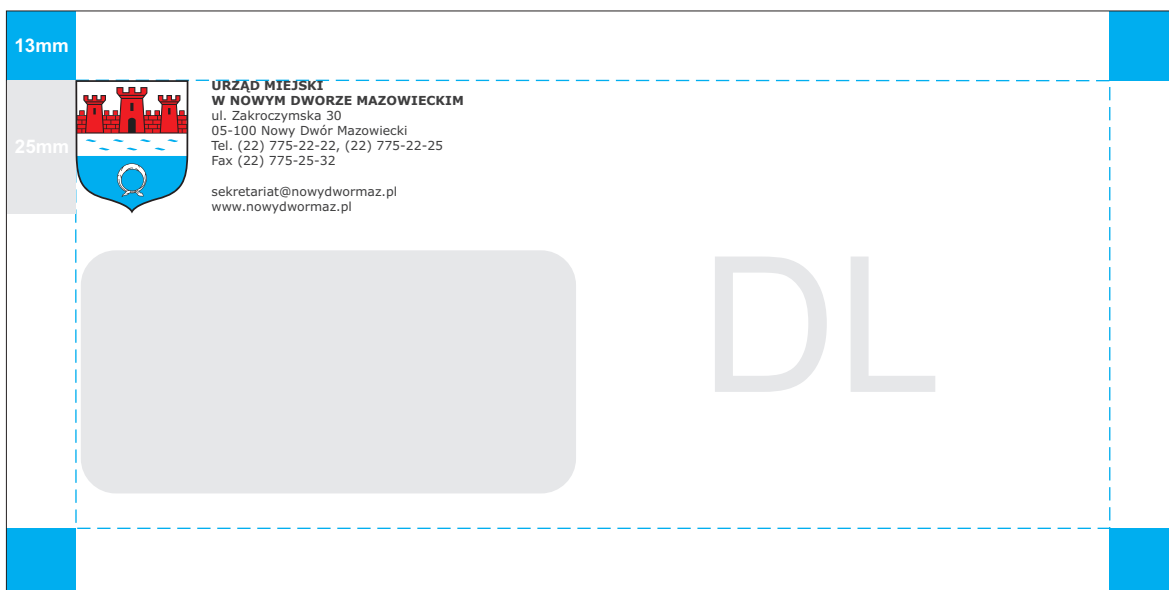 13mm
25mm
URZĄD MIEJSKI
W NOWYM DWORZE MAZOWIECKIM
ul. Zakroczymska 30
05-100 Nowy Dwór Mazowiecki
Tel. (22) 775-22-22, (22) 775-22-25
Fax (22) 775-25-32
sekretariat@nowydwormaz.pl
www.nowydwormaz.pl
DL